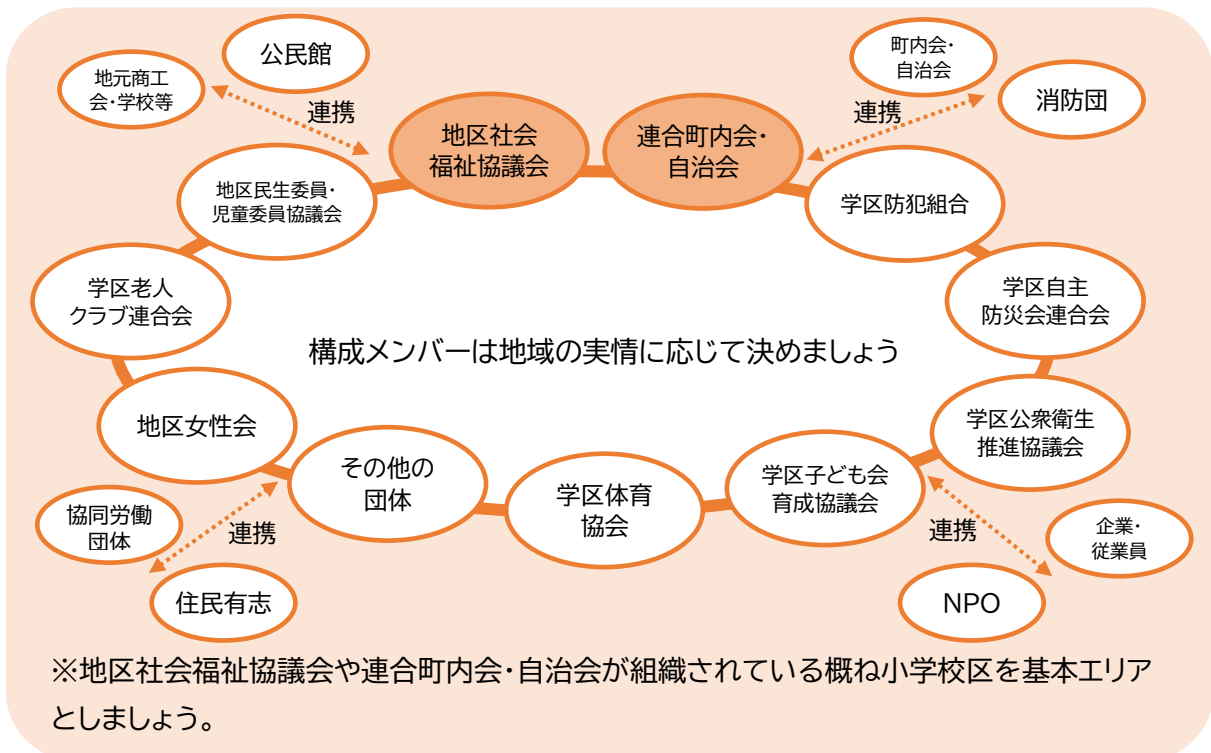 公民館
地元商工
会・学校等
連携
町内会・
自治会
消防団
連携
地区社会
福祉協議会
連合町内会・
自治会
地区民生委員・
児童委員協議会
学区防犯組合
学区老人
クラブ連合会
学区自主
防災会連合会
構成メンバーは地域の実情に応じて決めましょう
地区女性会
学区公衆衛生
推進協議会
その他の
団体
学区体育
協会
学区子ども会
育成協議会
協同労働
団体
連携
住民有志
連携
企業・
従業員
NPO
※地区社会福祉協議会や連合町内会・自治会が組織されている概ね小学校区を基本エリア
としましょう。